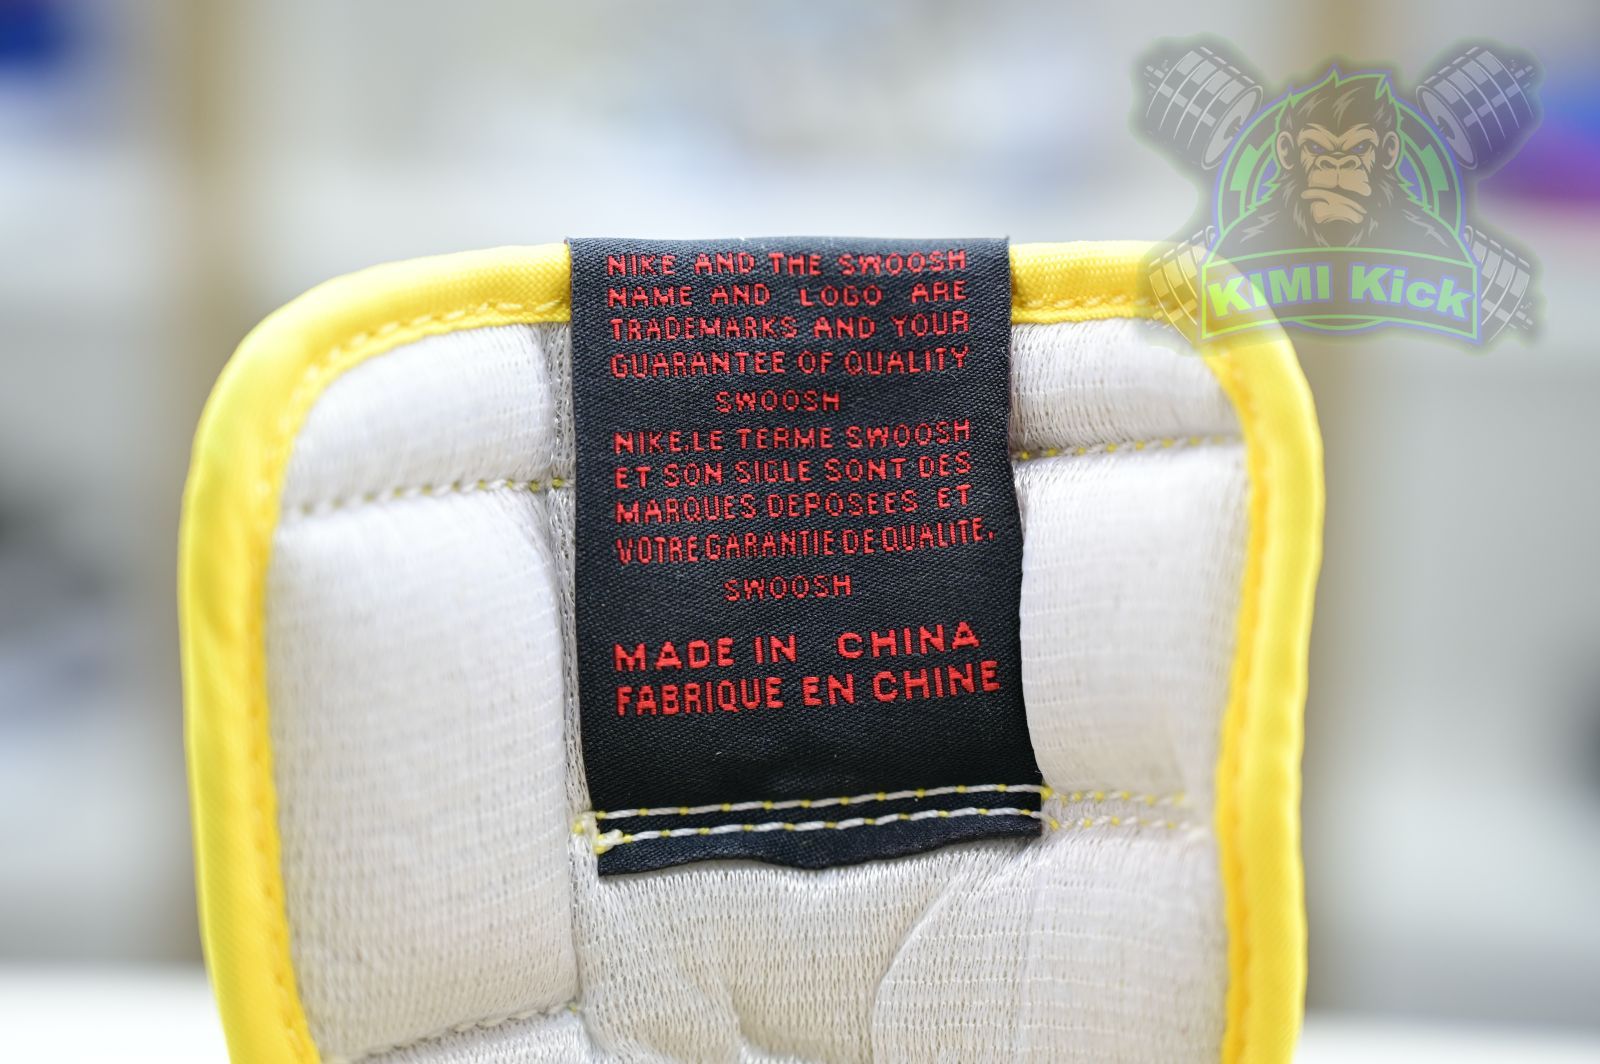 NIKE AND THE SWOOSH
NAME AND LOGO ARE
TRADEMARKS AND YOUR
GUARANTEE OF QUALITY
SWOOSH
NIKE.LE TERME SWOOSH
ET SON SIGLE SONT DES
MARQUES DEPOSEES ET
VOTRE GARANTIE DE QUALITE.
SWOOSH
MADE IN CHINA
FABRIQUE EN CHINE
KIMI Kick